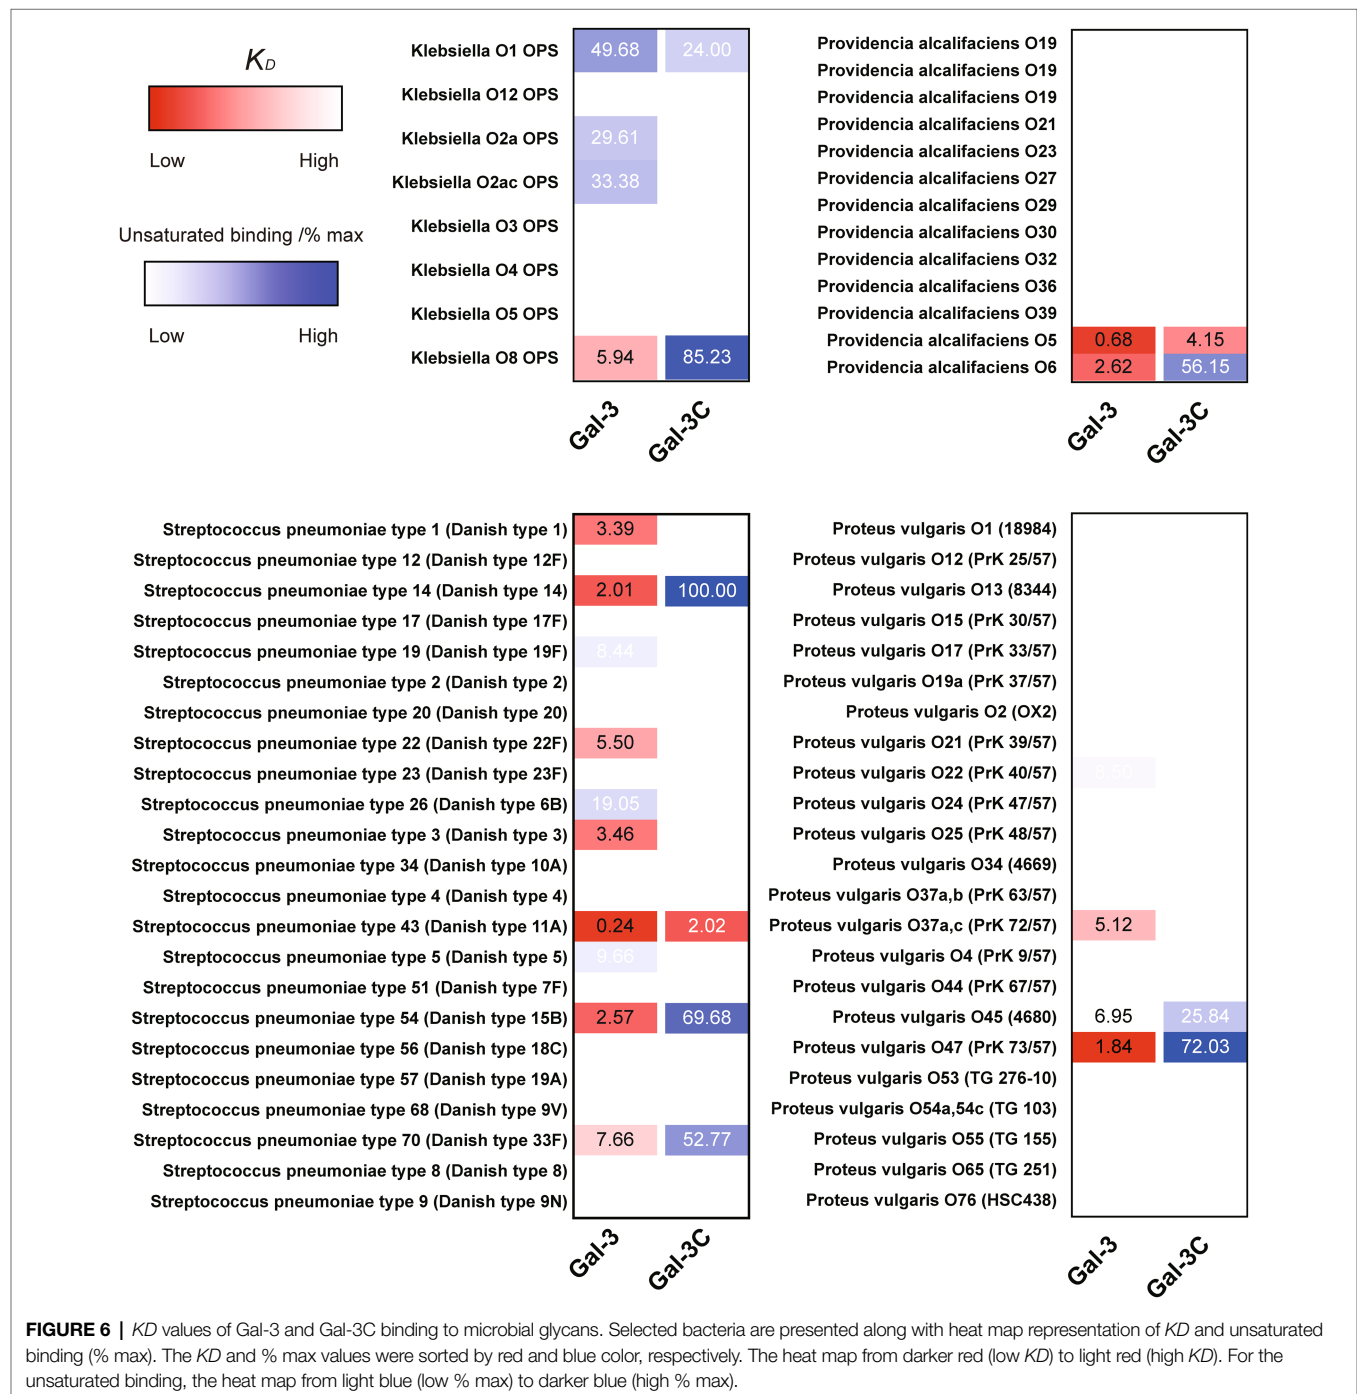 KD
Low High
Unsaturated binding /% max
Low High
Klebsiella O1 OPS 49.68 24.00
Klebsiella O12 OPS
Klebsiella O2a OPS 29.61
Klebsiella O2ac OPS 33.38
Klebsiella O3 OPS
Klebsiella O4 OPS
Klebsiella O5 OPS
Klebsiella O8 OPS 5.94 85.23
Gal-3 Gal-3C
Providencia alcalifaciens O19
Providencia alcalifaciens O19
Providencia alcalifaciens O19
Providencia alcalifaciens O21
Providencia alcalifaciens O23
Providencia alcalifaciens O27
Providencia alcalifaciens O29
Providencia alcalifaciens O30
Providencia alcalifaciens O32
Providencia alcalifaciens O36
Providencia alcalifaciens O39
Providencia alcalifaciens O5 0.68 4.15
Providencia alcalifaciens O6 2.62 56.15
Gal-3 Gal-3C
Streptococcus pneumoniae type 1 (Danish type 1) 3.39
Streptococcus pneumoniae type 12 (Danish type 12F)
Streptococcus pneumoniae type 14 (Danish type 14) 2.01 100.00
Streptococcus pneumoniae type 17 (Danish type 17F)
Streptococcus pneumoniae type 19 (Danish type 19F) 8.44
Streptococcus pneumoniae type 2 (Danish type 2)
Streptococcus pneumoniae type 20 (Danish type 20)
Streptococcus pneumoniae type 22 (Danish type 22F) 5.50
Streptococcus pneumoniae type 23 (Danish type 23F)
Streptococcus pneumoniae type 26 (Danish type 6B) 19.05
Streptococcus pneumoniae type 3 (Danish type 3) 3.46
Streptococcus pneumoniae type 34 (Danish type 10A)
Streptococcus pneumoniae type 4 (Danish type 4)
Streptococcus pneumoniae type 43 (Danish type 11A) 0.24 2.02
Streptococcus pneumoniae type 5 (Danish type 5) 9.66
Streptococcus pneumoniae type 51 (Danish type 7F)
Streptococcus pneumoniae type 54 (Danish type 15B) 2.57 69.68
Streptococcus pneumoniae type 56 (Danish type 18C)
Streptococcus pneumoniae type 57 (Danish type 19A)
Streptococcus pneumoniae type 68 (Danish type 9V)
Streptococcus pneumoniae type 70 (Danish type 33F) 7.66 52.77
Streptococcus pneumoniae type 8 (Danish type 8)
Streptococcus pneumoniae type 9 (Danish type 9N)
Gal-3 Gal-3C
Proteus vulgaris O1 (18984)
Proteus vulgaris O12 (PrK 25/57)
Proteus vulgaris O13 (8344)
Proteus vulgaris O15 (PrK 30/57)
Proteus vulgaris O17 (PrK 33/57)
Proteus vulgaris O19a (PrK 37/57)
Proteus vulgaris O2 (OX2)
Proteus vulgaris O21 (PrK 39/57)
Proteus vulgaris O22 (PrK 40/57)
Proteus vulgaris O24 (PrK 47/57)
Proteus vulgaris O25 (PrK 48/57)
Proteus vulgaris O34 (4669)
Proteus vulgaris O37a,b (PrK 63/57)
Proteus vulgaris O37a,c (PrK 72/57) 5.12
Proteus vulgaris O4 (PrK 9/57)
Proteus vulgaris O44 (PrK 67/57)
Proteus vulgaris O45 (4680) 6.95 25.84
Proteus vulgaris O47 (PrK 73/57) 1.84 72.03
Proteus vulgaris O53 (TG 276-10)
Proteus vulgaris O54a,54c (TG 103)
Proteus vulgaris O55 (TG 155)
Proteus vulgaris O65 (TG 251)
Proteus vulgaris O76 (HSC438)
Gal-3 Gal-3C
FIGURE 6 | KD values of Gal-3 and Gal-3C binding to microbial glycans. Selected bacteria are presented along with heat map representation of KD and unsaturated
binding (% max). The KD and % max values were sorted by red and blue color, respectively. The heat map from darker red (low KD) to light red (high KD). For the
unsaturated binding, the heat map from light blue (low % max) to darker blue (high % max).